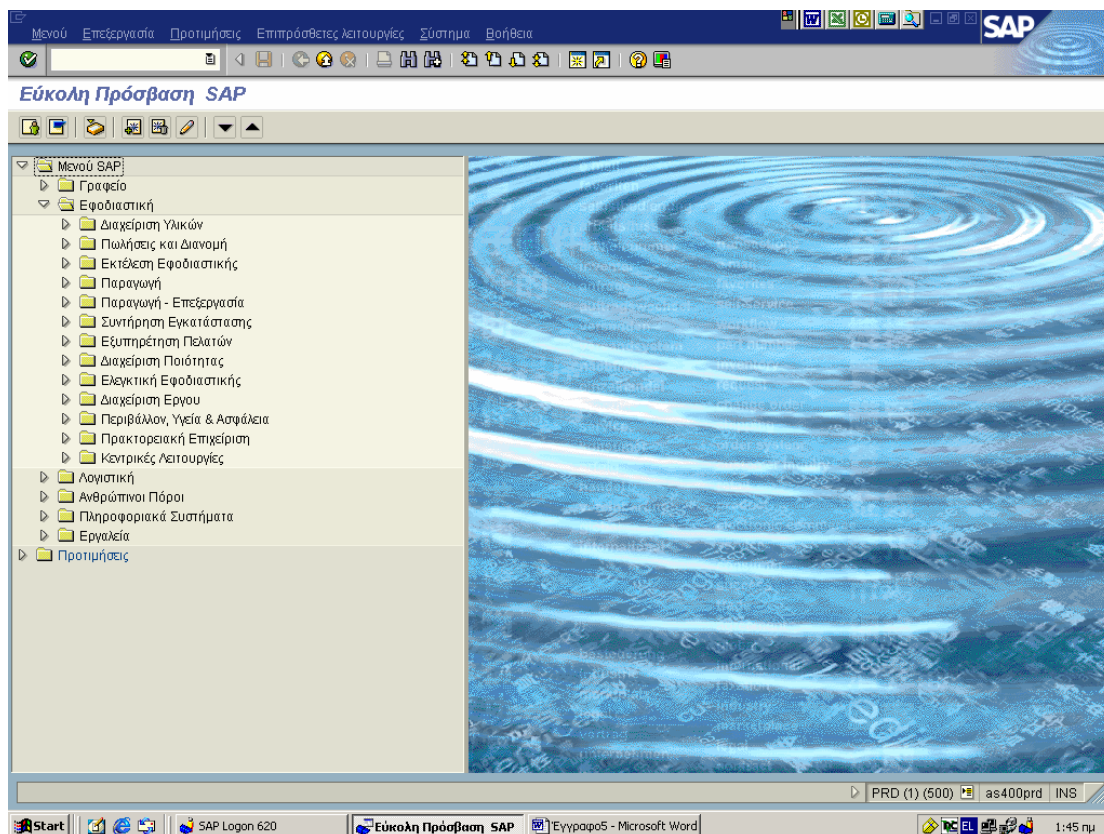 Μενού Επεξεργασία Προτιμήσεις Επιπρόσθετες λειτουργίες Σύστημα Βοήθεια
SAP
Εύκολη Πρόσβαση SAP
Μενού SAP
Γραφείο
Εφοδιαστική
Διαχείριση Υλικών
Πωλήσεις και Διανομή
Εκτέλεση Εφοδιαστικής
Παραγωγή
Παραγωγή - Επεξεργασία
Συντήρηση Εγκατάστασης
Εξυπηρέτηση Πελατών
Διαχείριση Ποιότητας
Ελεγκτική Εφοδιαστικής
Διαχείριση Εργου
Περιβάλλον, Υγεία & Ασφάλεια
Πρακτορειακή Επιχείριση
Κεντρικές Λειτουργίες
Λογιστική
Ανθρώπινοι Πόροι
Πληροφοριακά Συστήματα
Εργαλεία
Προτιμήσεις
PRD (1) (500) as400prd INS
Start SAP Logon 620 Εύκολη Πρόσβαση SAP Έγγραφο5 - Microsoft Word EL 1:45 πμ